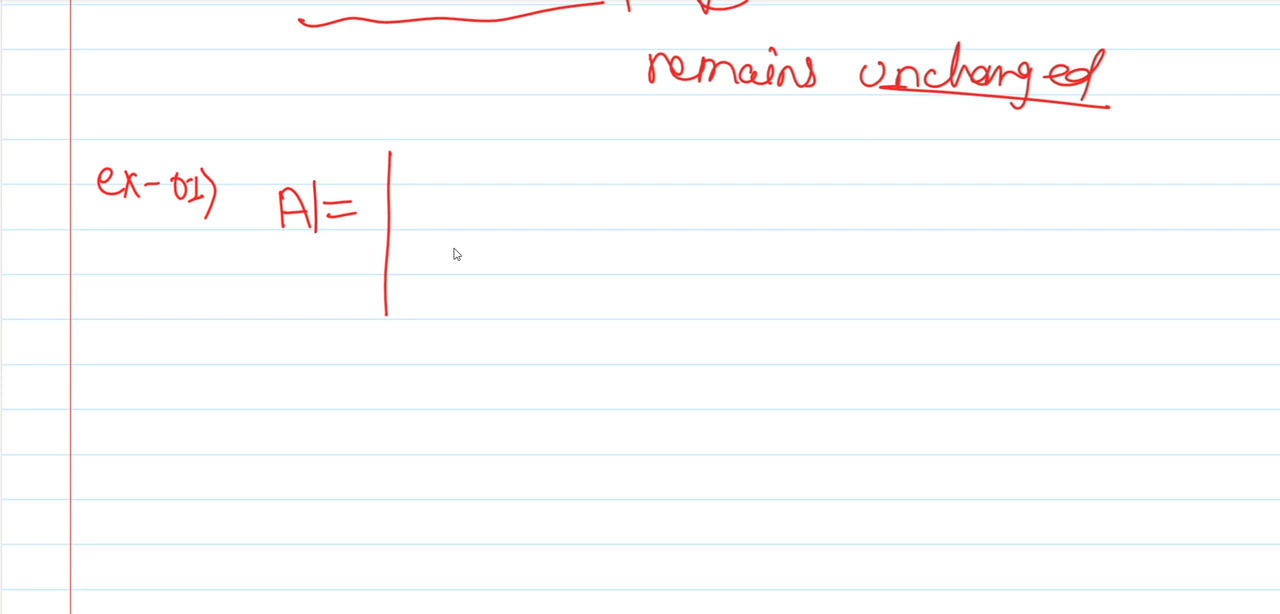 remains unchanged
ex-01) A|= |